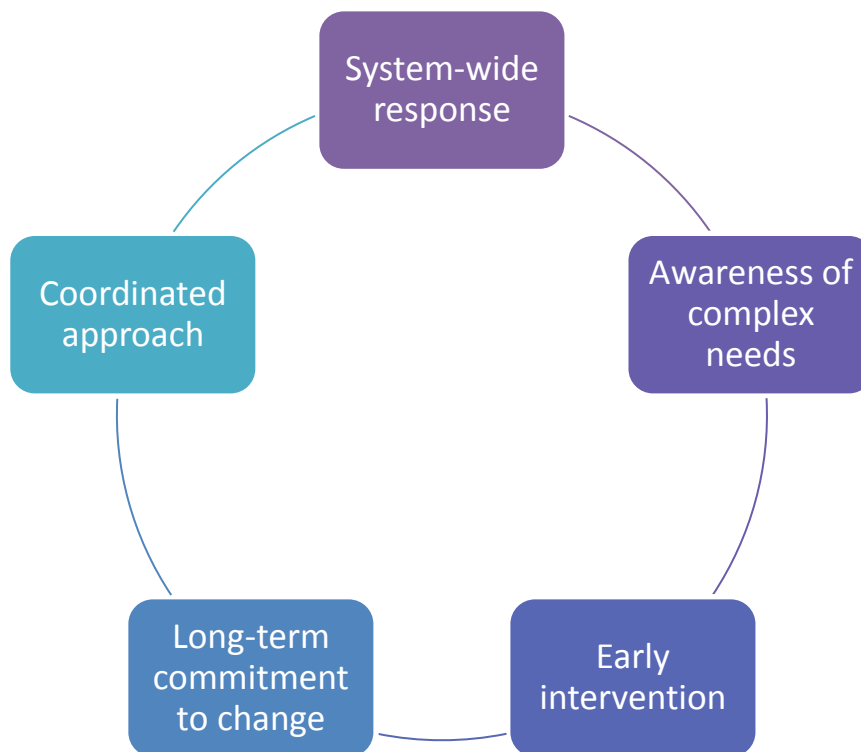 System-wide
response
Awareness of
complex
needs
Early
intervention
Long-term
commitment
to change
Coordinated
approach